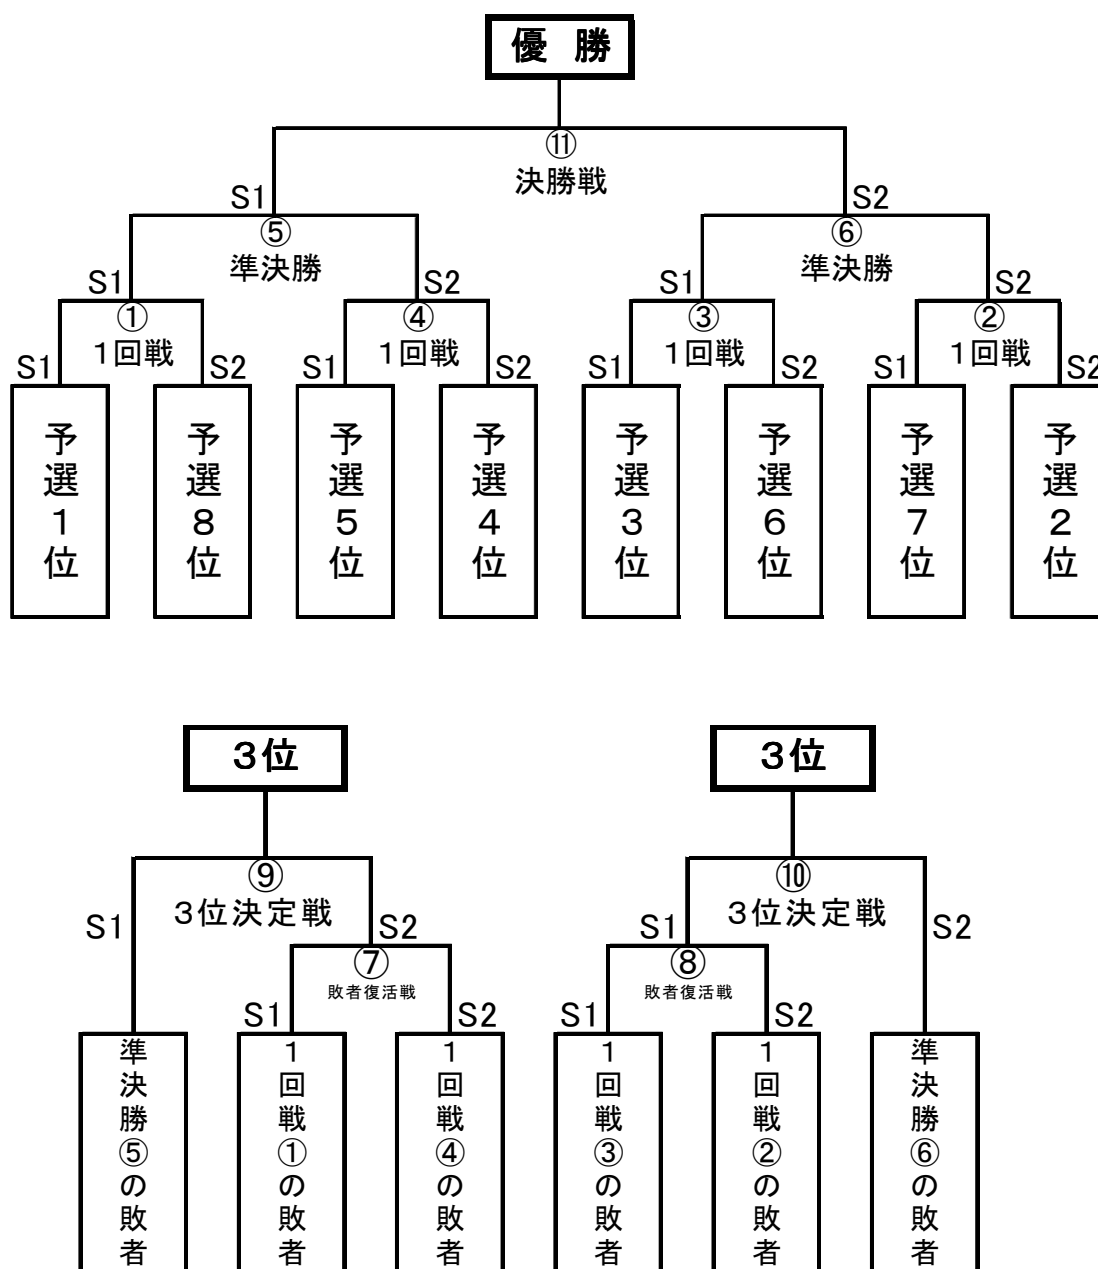 優 勝
⑪
決勝戦
S1
S2
⑤
準決勝
⑥
準決勝
S1
S2
S1
S2
①
1回戦
④
1回戦
③
1回戦
②
1回戦
S1
S2
S1
S2
S1
S2
S1
S2
予選1位
予選8位
予選5位
予選4位
予選3位
予選6位
予選7位
予選2位
3位
3位
⑨
3位決定戦
⑩
3位決定戦
S1
S2
S1
S2
⑦
敗者復活戦
⑧
敗者復活戦
S1
S2
S1
S2
準決勝⑤の敗者
1回戦①の敗者
1回戦④の敗者
1回戦③の敗者
1回戦②の敗者
準決勝⑥の敗者